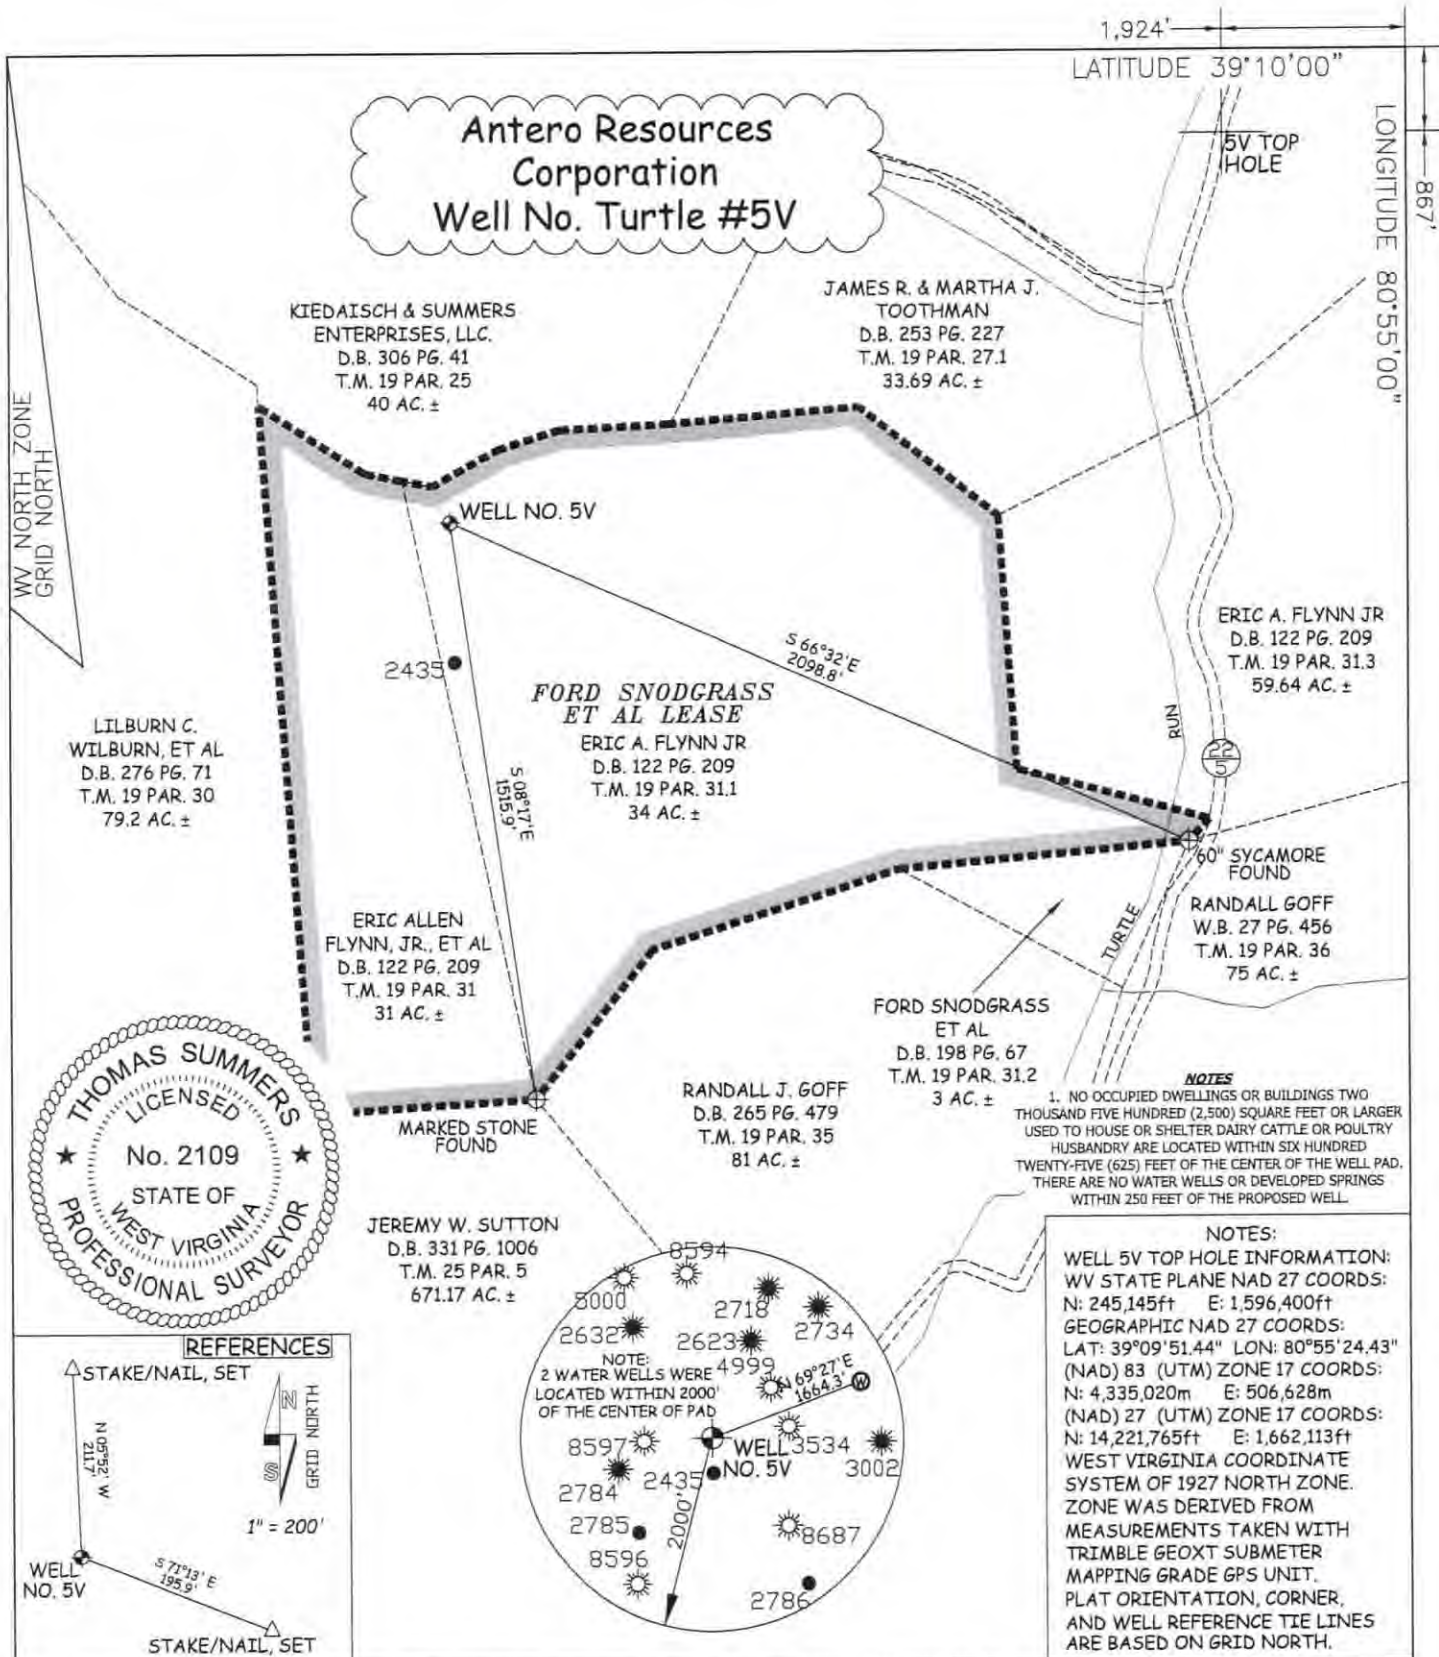 1,924'
LATITUDE 39°10'00"
Antero Resources
Corporation
Well No. Turtle #5V
5V TOP
HOLE
LONGITUDE 80°55'00"
867'
WV NORTH ZONE
GRID NORTH
KIEDAISCH & SUMMERS
ENTERPRISES, LLC.
D.B. 306 PG. 41
T.M. 19 PAR. 25
40 AC. ±
JAMES R. & MARTHA J.
TOOTHMAN
D.B. 253 PG. 227
T.M. 19 PAR. 27.1
33.69 AC. ±
WELL NO. 5V
S 66°32'E
2098.8'
ERIC A. FLYNN JR
D.B. 122 PG. 209
T.M. 19 PAR. 31.3
59.64 AC. ±
2435
FORD SNODGRASS
ET AL LEASE
ERIC A. FLYNN JR
D.B. 122 PG. 209
T.M. 19 PAR. 31.1
34 AC. ±
S 08°17'E
1515.9'
LILBURN C.
WILBURN, ET AL
D.B. 276 PG. 71
T.M. 19 PAR. 30
79.2 AC. ±
RUN
22
5
60" SYCAMORE
FOUND
RANDALL GOFF
W.B. 27 PG. 456
T.M. 19 PAR. 36
75 AC. ±
TURTLE
ERIC ALLEN
FLYNN, JR., ET AL
D.B. 122 PG. 209
T.M. 19 PAR. 31
31 AC. ±
FORD SNODGRASS
ET AL
D.B. 198 PG. 67
T.M. 19 PAR. 31.2
3 AC. ±
RANDALL J. GOFF
D.B. 265 PG. 479
T.M. 19 PAR. 35
81 AC. ±
MARKED STONE
FOUND
THOMAS SUMMERS
LICENSED
No. 2109
STATE OF
WEST VIRGINIA
PROFESSIONAL SURVEYOR
NOTES
1. NO OCCUPIED DWELLINGS OR BUILDINGS TWO
THOUSAND FIVE HUNDRED (2,500) SQUARE FEET OR LARGER
USED TO HOUSE OR SHELTER DAIRY CATTLE OR POULTRY
HUSBANDRY ARE LOCATED WITHIN SIX HUNDRED
TWENTY-FIVE (625) FEET OF THE CENTER OF THE WELL PAD.
THERE ARE NO WATER WELLS OR DEVELOPED SPRINGS
WITHIN 250 FEET OF THE PROPOSED WELL.
JEREMY W. SUTTON
D.B. 331 PG. 1006
T.M. 25 PAR. 5
671.17 AC. ±
8594
5000
2718
2734
2632
2623
NOTE:
2 WATER WELLS WERE
LOCATED WITHIN 2000'
OF THE CENTER OF PAD
4999
N 69°27'E
1664.3'
W
8597
WELL
NO. 5V
3534
3002
2784
2435
2785
8687
8596
2786
2000'
REFERENCES
STAKE/NAIL, SET
N 05°52' W
211.7'
N
S
GRID NORTH
1" = 200'
WELL
NO. 5V
S 71°13' E
195.9'
STAKE/NAIL, SET
NOTES:
WELL 5V TOP HOLE INFORMATION:
WV STATE PLANE NAD 27 COORDS:
N: 245,145ft E: 1,596,400ft
GEOGRAPHIC NAD 27 COORDS:
LAT: 39°09'51.44" LON: 80°55'24.43"
(NAD) 83 (UTM) ZONE 17 COORDS:
N: 4,335,020m E: 506,628m
(NAD) 27 (UTM) ZONE 17 COORDS:
N: 14,221,765ft E: 1,662,113ft
WEST VIRGINIA COORDINATE
SYSTEM OF 1927 NORTH ZONE.
ZONE WAS DERIVED FROM
MEASUREMENTS TAKEN WITH
TRIMBLE GEOXT SUBMETER
MAPPING GRADE GPS UNIT.
PLAT ORIENTATION, CORNER,
AND WELL REFERENCE TIE LINES
ARE BASED ON GRID NORTH.